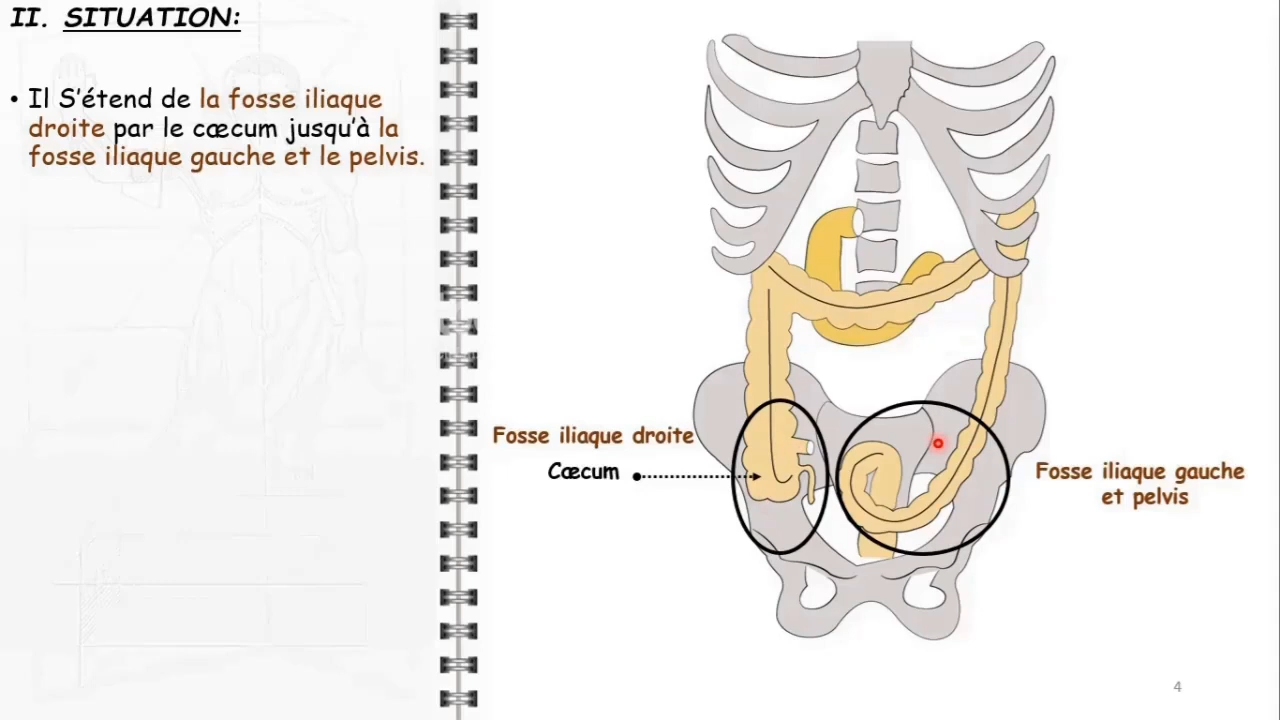 II. SITUATION:
• Il S'étend de la fosse iliaque
droite par le cæcum jusqu'à la
fosse iliaque gauche et le pelvis.
Fosse iliaque droite
Cæcum
Fosse iliaque gauche
et pelvis
4